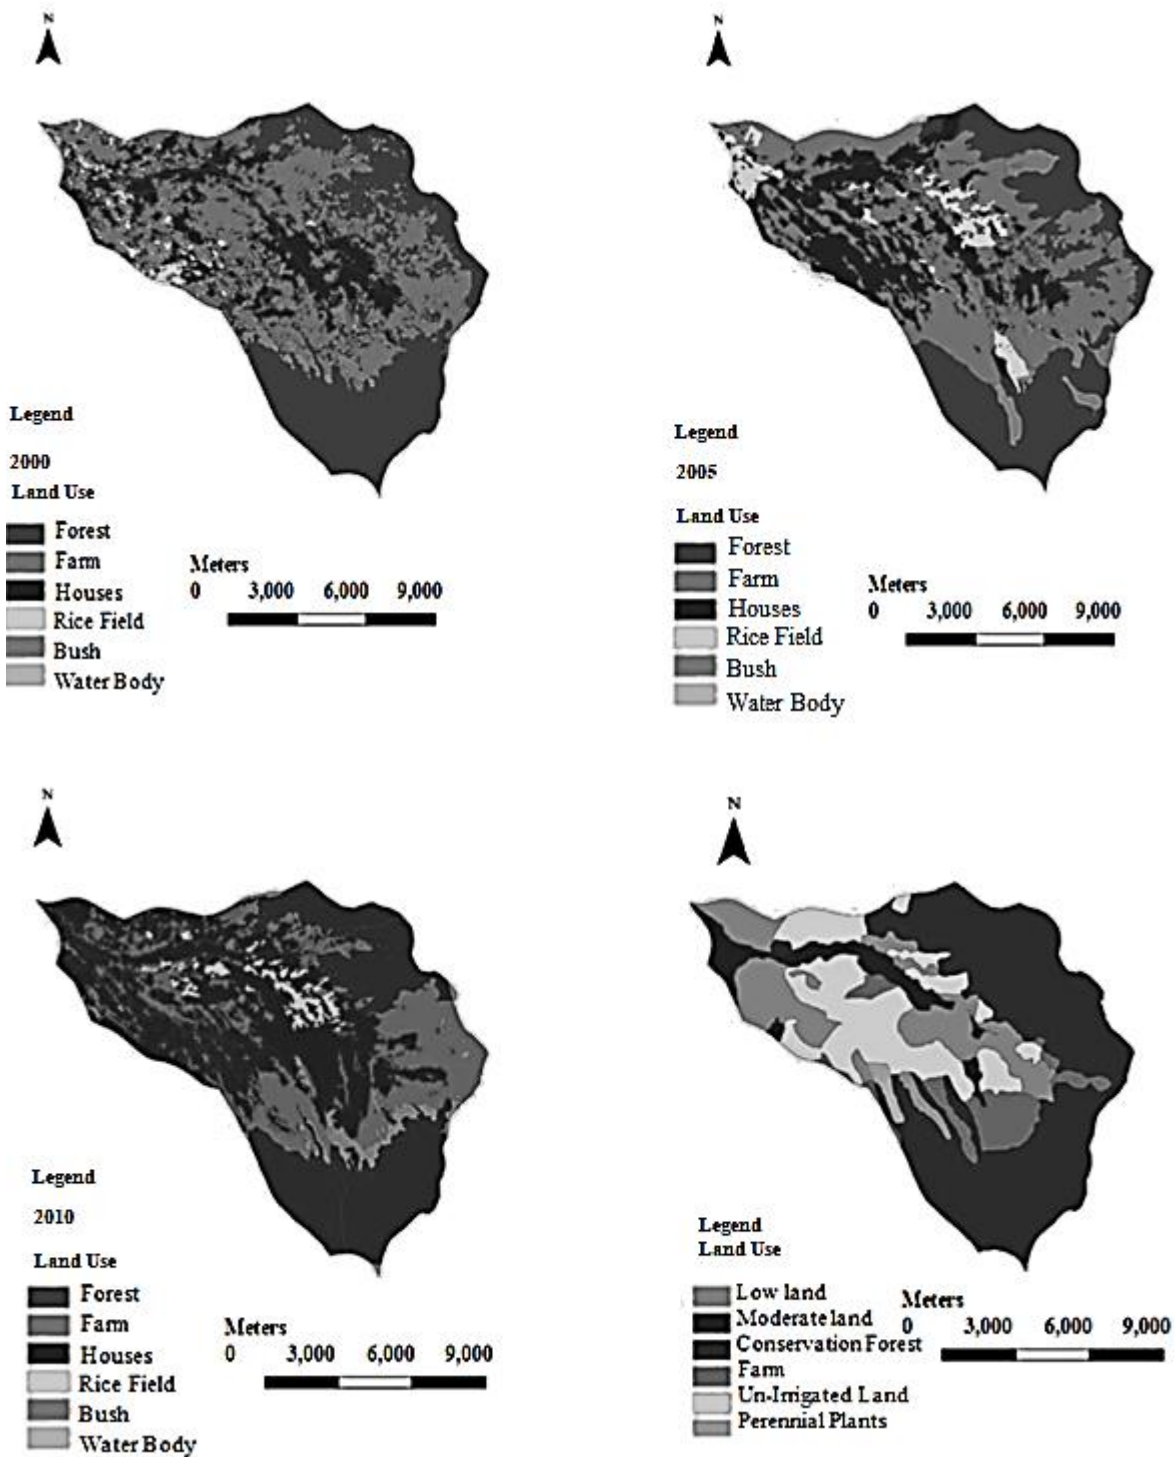 N
Legend
2000
Land Use
Forest
Farm
Houses
Rice Field
Bush
Water Body
Meters
0 3,000 6,000 9,000
N
Legend
2005
Land Use
Forest
Farm
Houses
Rice Field
Bush
Water Body
Meters
0 3,000 6,000 9,000
N
Legend
2010
Land Use
Forest
Farm
Houses
Rice Field
Bush
Water Body
Meters
0 3,000 6,000 9,000
N
Legend
Land Use
Low land
Moderate land
Conservation Forest
Farm
Un-Irrigated Land
Perennial Plants
Meters
0 3,000 6,000 9,000